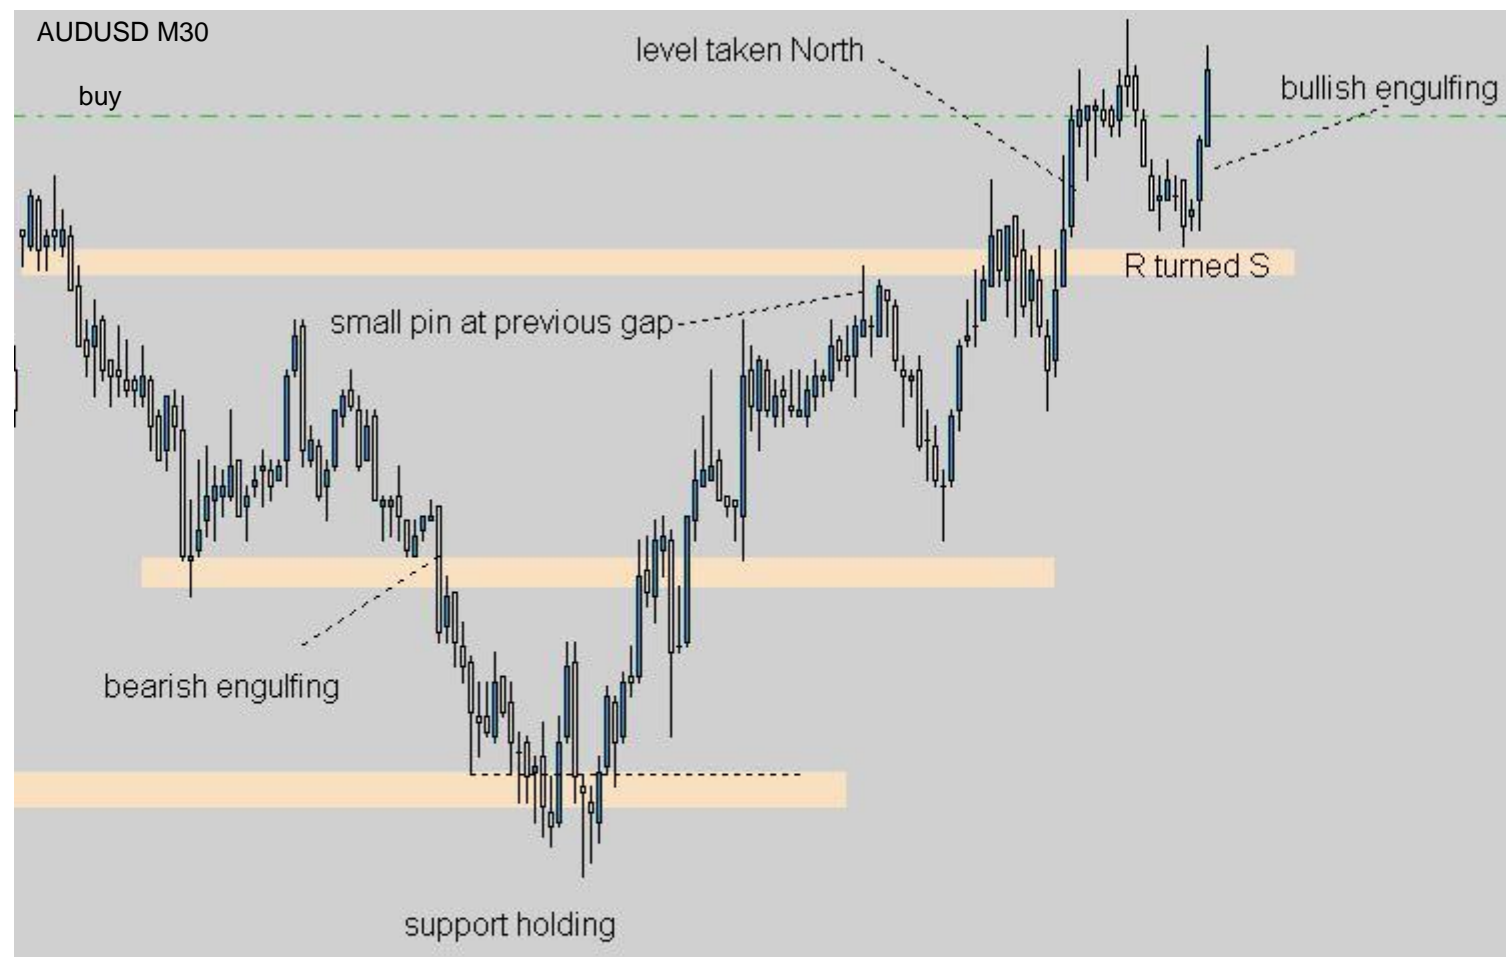 AUDUSD M30
level taken North
buy
bullish engulfing
R turned S
small pin at previous gap
bearish engulfing
support holding